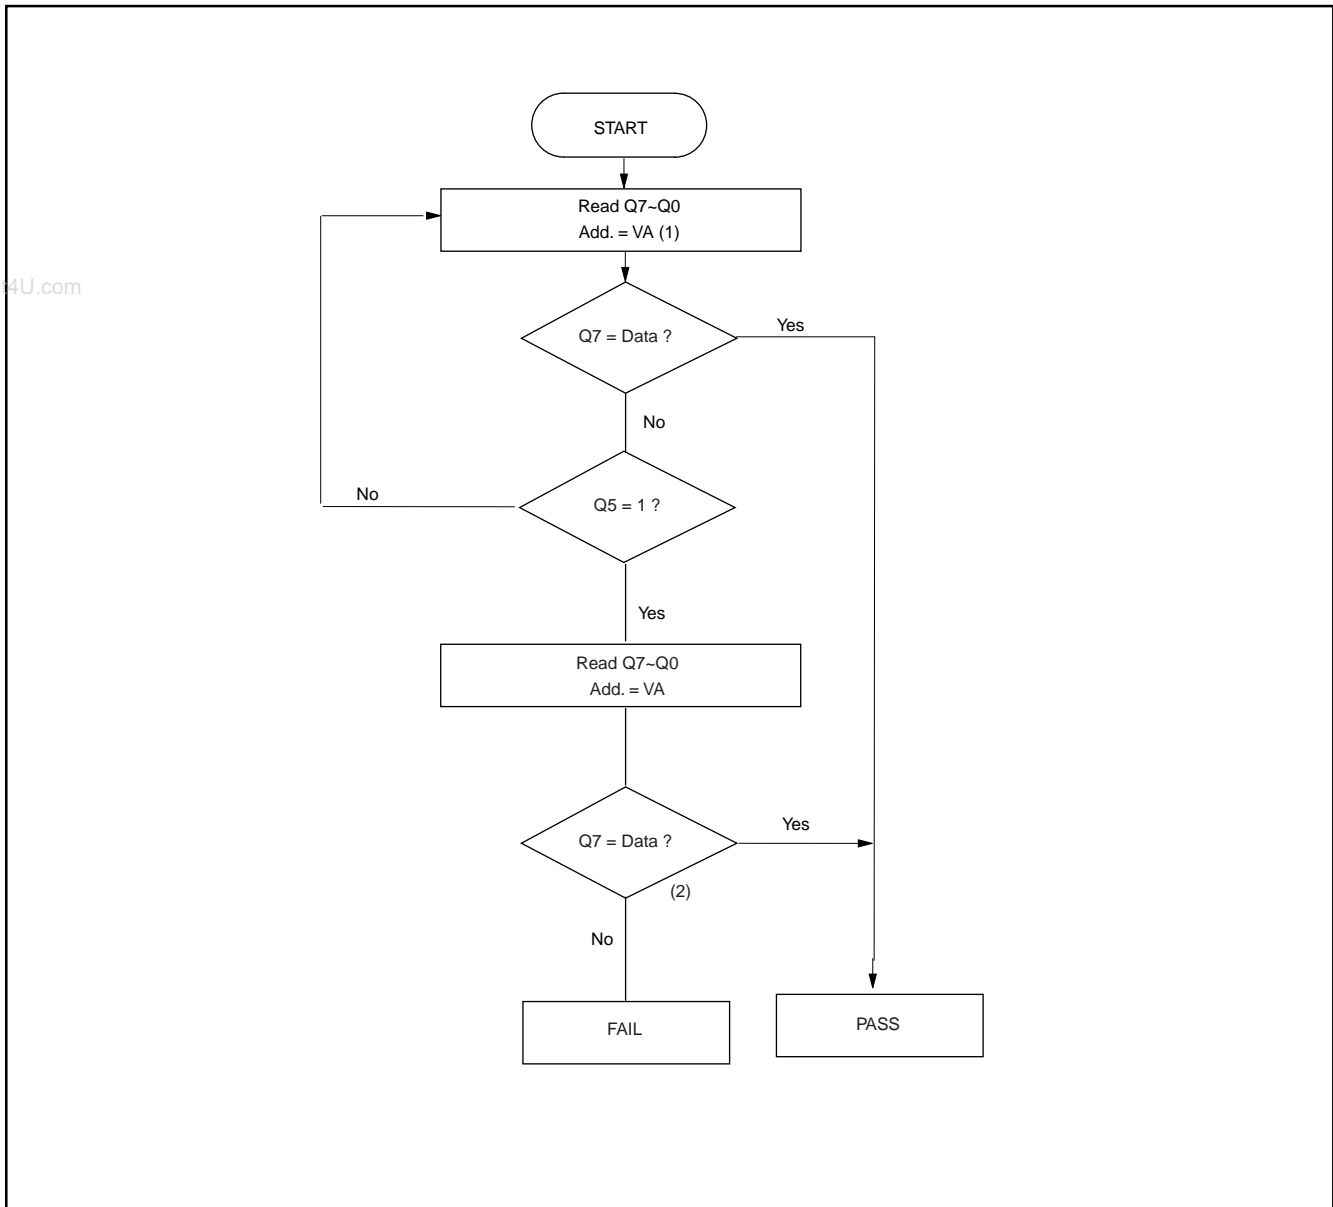 START
Read Q7~Q0
Add. = VA (1)
4U.com
Q7 = Data ?
Yes
No
Q5 = 1 ?
No
Yes
Read Q7~Q0
Add. = VA
Q7 = Data ?
Yes
(2)
No
FAIL
PASS